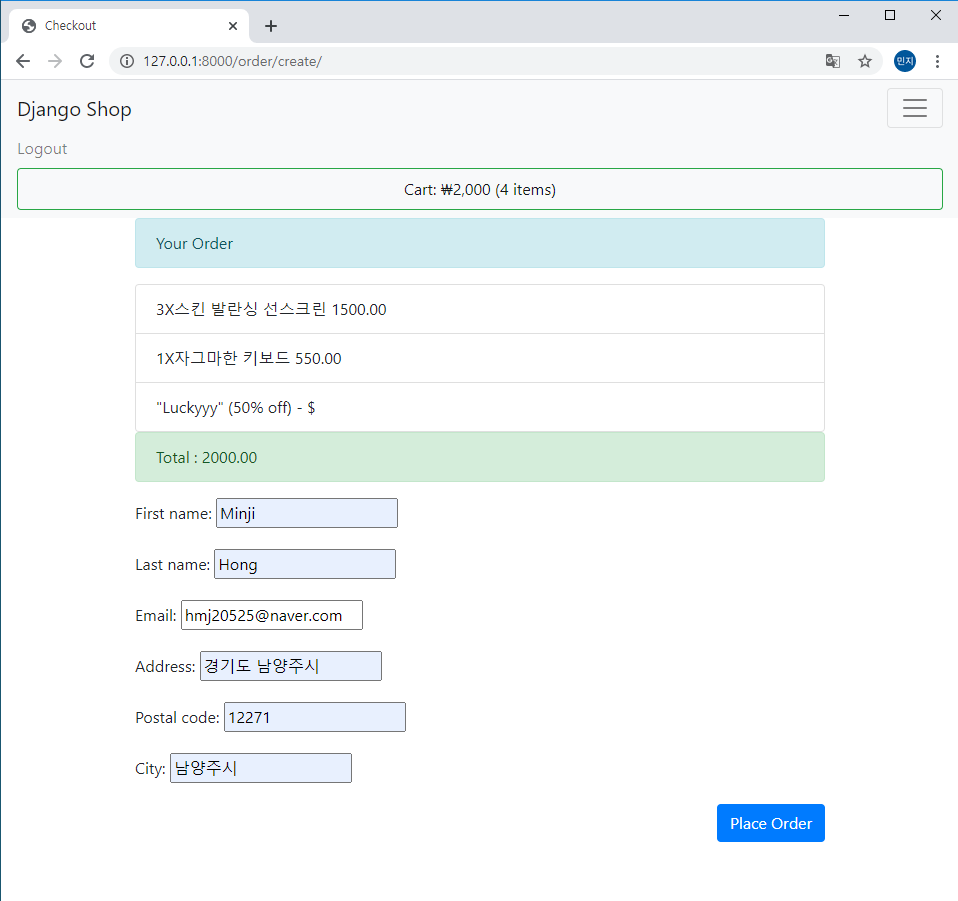 Checkout
127.0.0.1:8000/order/create/
민지
Django Shop
Logout
Cart: ₩2,000 (4 items)
Your Order
3X스킨 발란싱 선스크린 1500.00
1X자그마한 키보드 550.00
"Luckyyy" (50% off) - $
Total : 2000.00
First name: Minji
Last name: Hong
Email: hmj20525@naver.com
Address: 경기도 남양주시
Postal code: 12271
City: 남양주시
Place Order